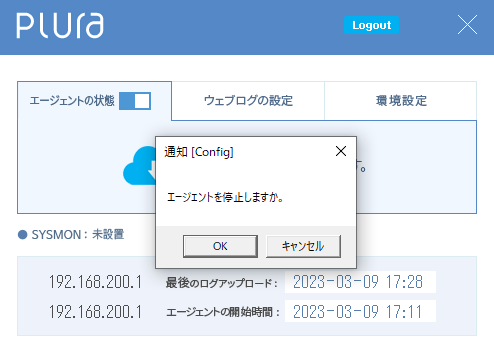 PLURA
Logout
エージェントの状態 ウェブログの設定 環境設定
通知 [Config]
す。
エージェントを停止しますか。
OK キャンセル
● SYSMON : 未設置
192.168.200.1 最後のログアップロード : 2023-03-09 17:28
192.168.200.1 エージェントの開始時間 : 2023-03-09 17:11